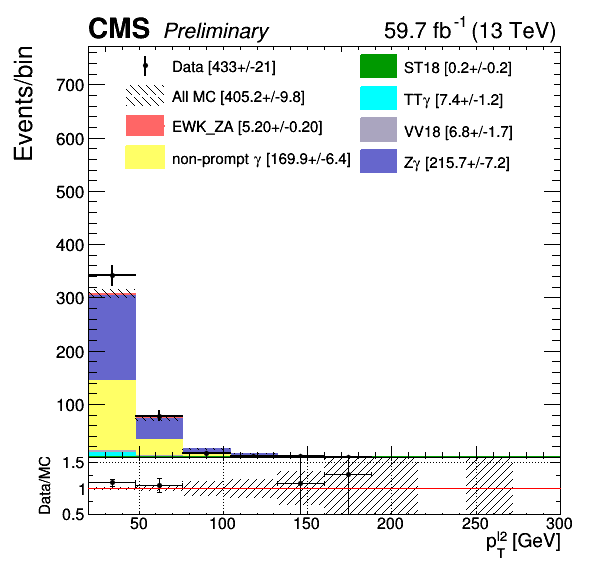 CMS Preliminary 59.7 fb⁻¹ (13 TeV)
Events/bin
Data [433+/-21]
All MC [405.2+/-9.8]
EWK_ZA [5.20+/-0.20]
non-prompt γ [169.9+/-6.4]
ST18 [0.2+/-0.2]
TTγ [7.4+/-1.2]
VV18 [6.8+/-1.7]
Zγ [215.7+/-7.2]
700
600
500
400
300
200
100
Data/MC
1.5
1
0.5
50 100 150 200 250 300
p_T^l2 [GeV]